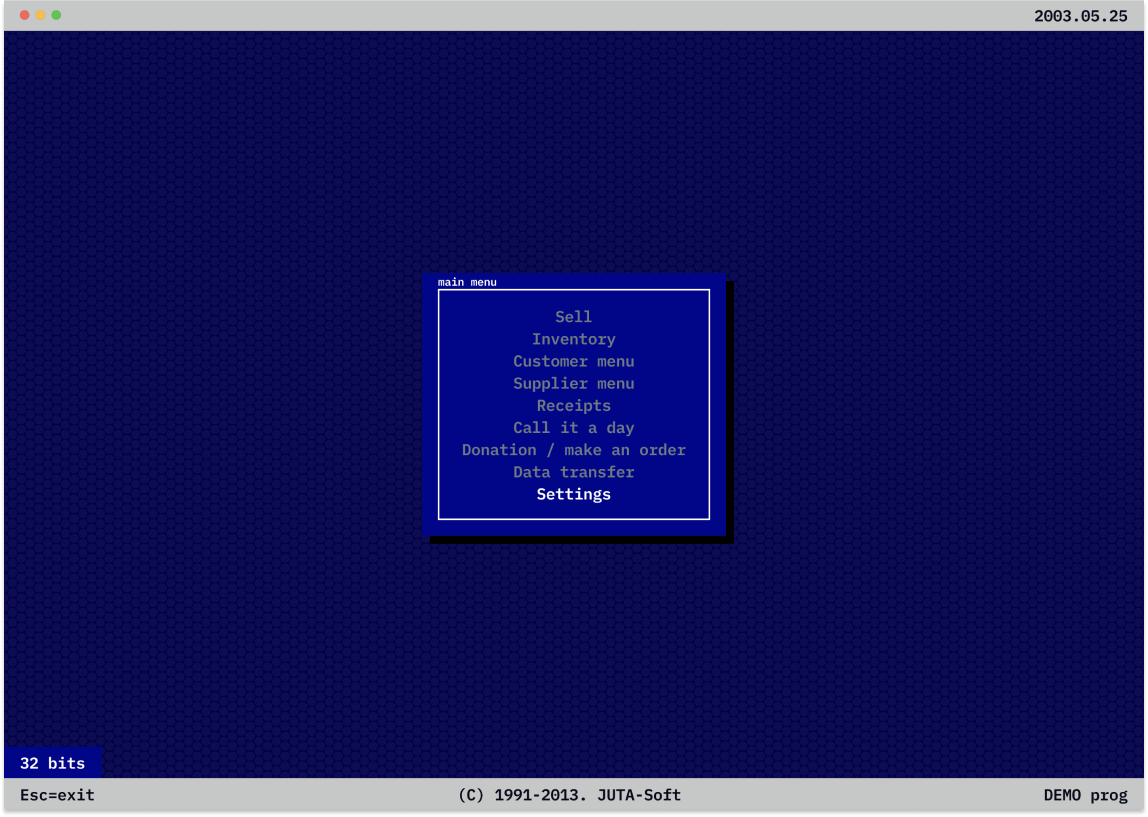 2003.05.25
main menu
Sell
Inventory
Customer menu
Supplier menu
Receipts
Call it a day
Donation / make an order
Data transfer
Settings
32 bits
Esc=exit
(C) 1991-2013. JUTA-Soft
DEMO prog